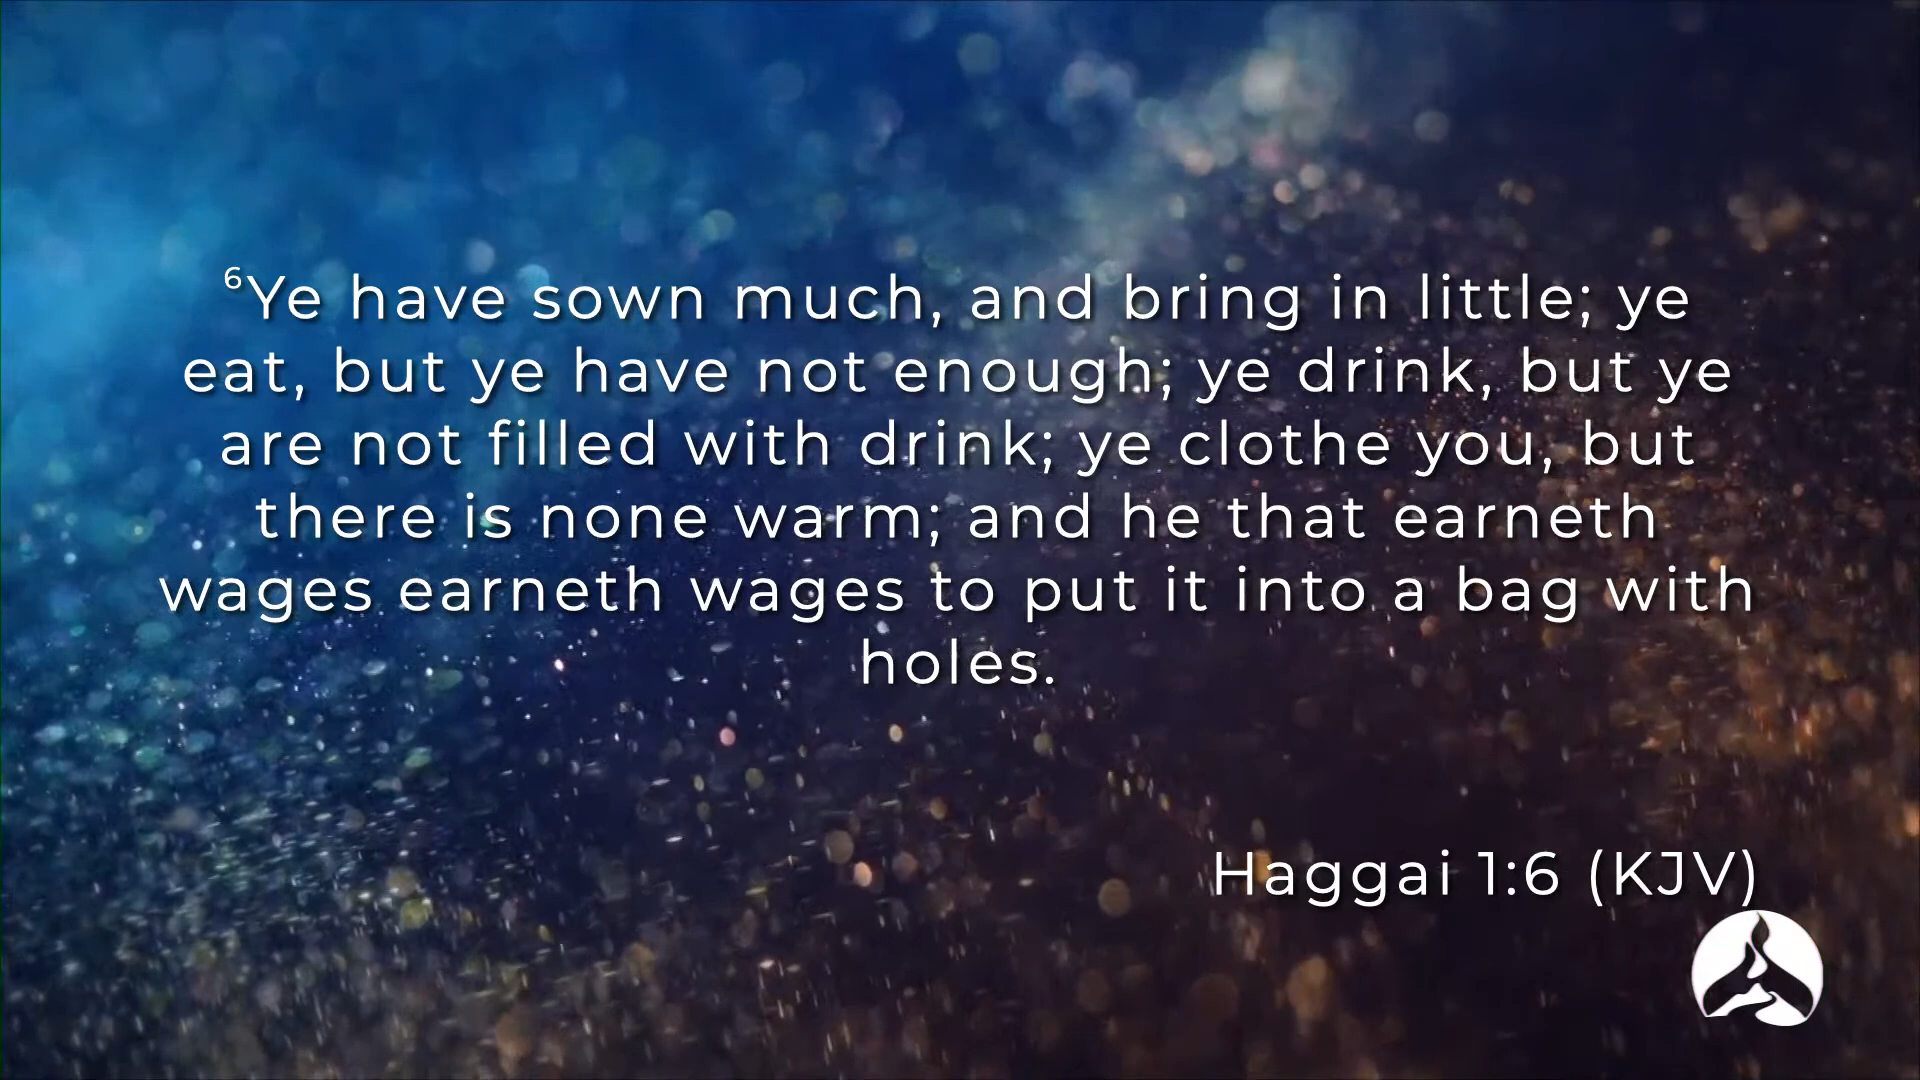 ⁶Ye have sown much, and bring in little; ye
eat, but ye have not enough; ye drink, but ye
are not filled with drink; ye clothe you, but
there is none warm; and he that earneth
wages earneth wages to put it into a bag with
holes.
Haggai 1:6 (KJV)